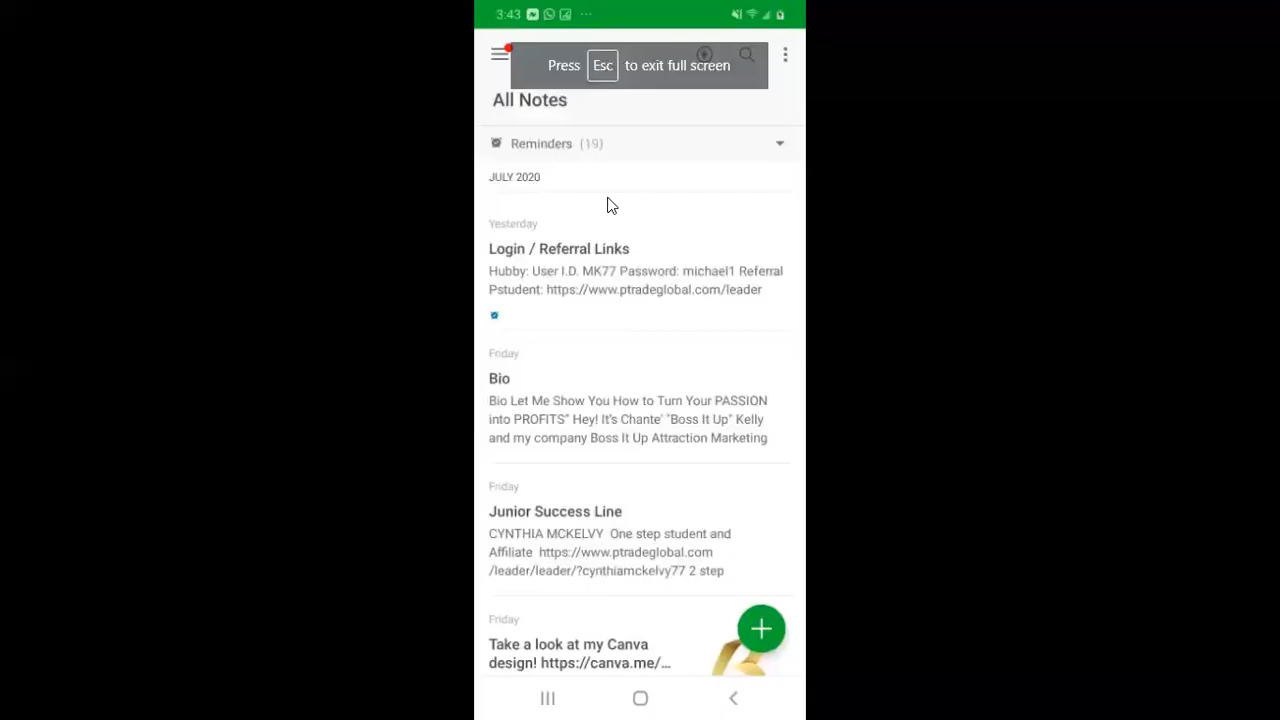 3:43
Press Esc to exit full screen
All Notes
Reminders (19)
JULY 2020
Yesterday
Login / Referral Links
Hubby: User I.D. MK77 Password: michael1 Referral
Pstudent: https://www.ptradeglobal.com/leader
Friday
Bio
Bio Let Me Show You How to Turn Your PASSION
into PROFITS" Hey! It's Chante' "Boss It Up" Kelly
and my company Boss It Up Attraction Marketing
Friday
Junior Success Line
CYNTHIA MCKELVY One step student and
Affiliate https://www.ptradeglobal.com
/leader/leader/?cynthiamckelvy77 2 step
Friday
Take a look at my Canva
design! https://canva.me/...